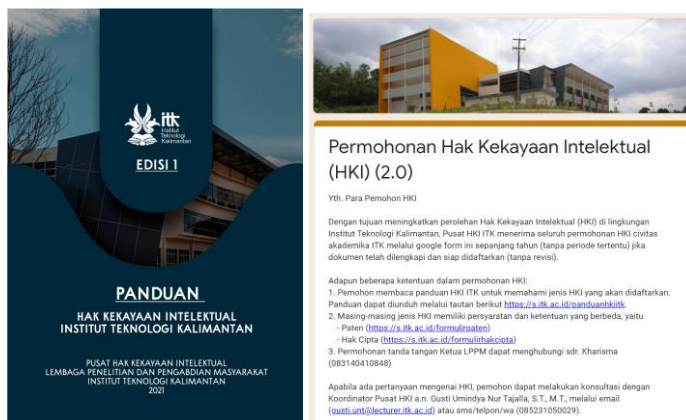 itk
Institut
Teknologi
Kalimantan
EDISI 1
PANDUAN
HAK KEKAYAAN INTELEKTUAL
INSTITUT TEKNOLOGI KALIMANTAN
PUSAT HAK KEKAYAAN INTELEKTUAL
LEMBAGA PENELITIAN DAN PENGABDIAN MASYARAKAT
INSTITUT TEKNOLOGI KALIMANTAN
2021
Permohonan Hak Kekayaan Intelektual
(HKI) (2.0)
Yth. Para Pemohon HKI
Dengan tujuan meningkatkan perolehan Hak Kekayaan Intelektual (HKI) di lingkungan
Institut Teknologi Kalimantan, Pusat HKI ITK menerima seluruh permohonan HKI civitas
akademika ITK melalui google form ini sepanjang tahun (tanpa periode tertentu) jika
dokumen telah dilengkapi dan siap didaftarkan (tanpa revisi).
Adapun beberapa ketentuan dalam permohonan HKI:
1. Pemohon membaca panduan HKI ITK untuk memahami jenis HKI yang akan didaftarkan.
Panduan dapat diunduh melalui tautan berikut https://s.itk.ac.id/panduanhkiitk.
2. Masing-masing jenis HKI memiliki persyaratan dan ketentuan yang berbeda, yaitu
- Paten (https://s.itk.ac.id/formulirpaten)
- Hak Cipta (https://s.itk.ac.id/formulirhakcipta)
3. Permohonan tanda tangan Ketua LPPM dapat menghubungi sdr. Kharisma
(083140410848)
Apabila ada pertanyaan mengenai HKI, pemohon dapat melakukan konsultasi dengan
Koordinator Pusat HKI a.n. Gusti Umindya Nur Tajalla, S.T., M.T., melalui email
(gusti.unt@lecturer.itk.ac.id) atau sms/telpon/wa (085231050029).